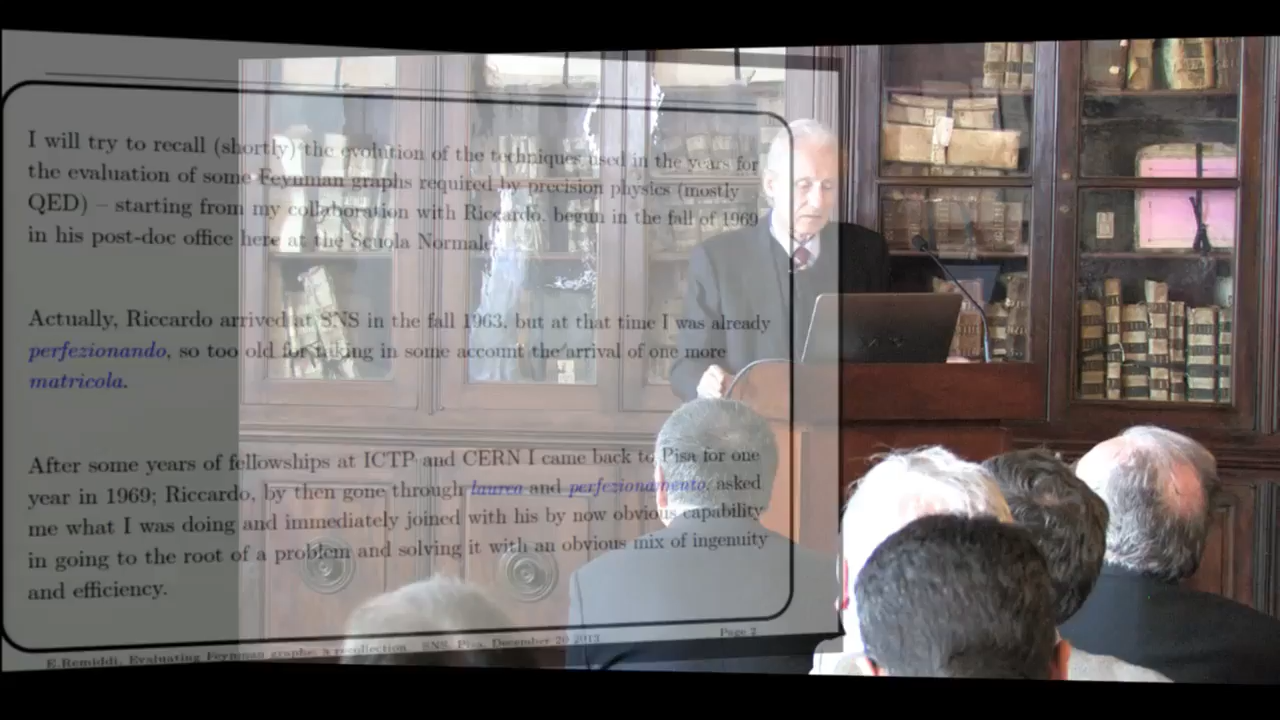 I will try to recall (shortly) the evolution of the techniques used in the years for
the evaluation of some Feynman graphs required by precision physics (mostly
QED) – starting from my collaboration with Riccardo, begun in the fall of 1969
in his post-doc office here at the Scuola Normale.
Actually, Riccardo arrived at SNS in the fall 1963, but at that time I was already
perfezionando, so too old for taking in some account the arrival of one more
matricola.
After some years of fellowships at ICTP and CERN I came back to Pisa for one
year in 1969; Riccardo, by then gone through laurea and perfezionamento, asked
me what I was doing and immediately joined with his by now obvious capability
in going to the root of a problem and solving it with an obvious mix of ingenuity
and efficiency.
E.Remiddi, Evaluating Feynman graphs: a recollection, SNS, Pisa, December 20 2013 Page 2